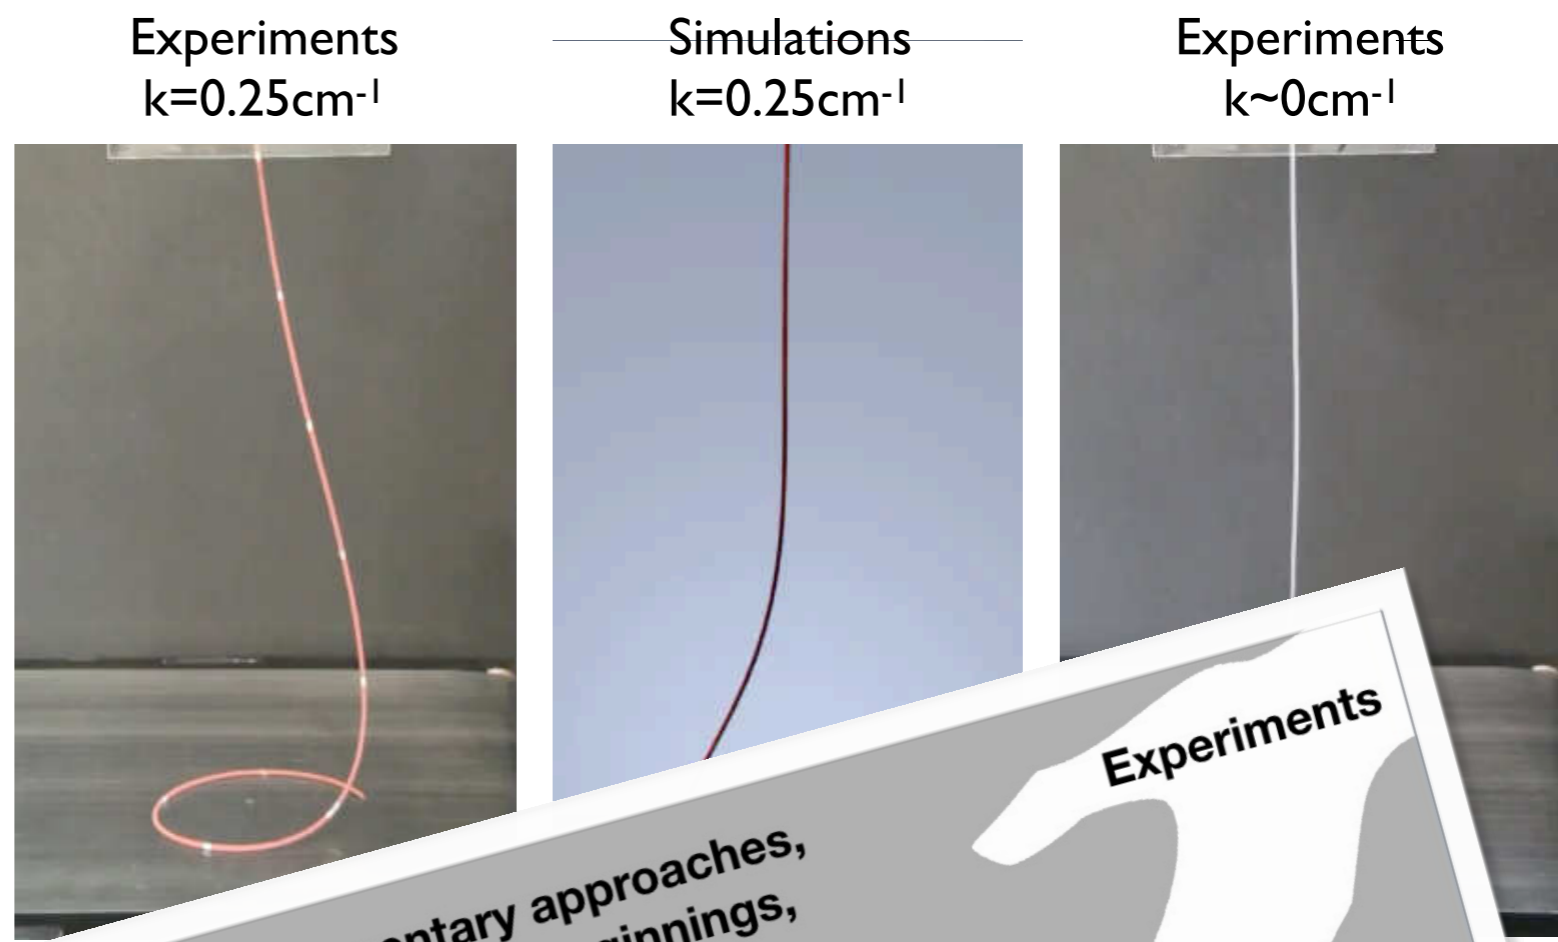 Experiments
k=0.25cm-1
Simulations
k=0.25cm-1
Experiments
k~0cm-1
Experiments
approaches,